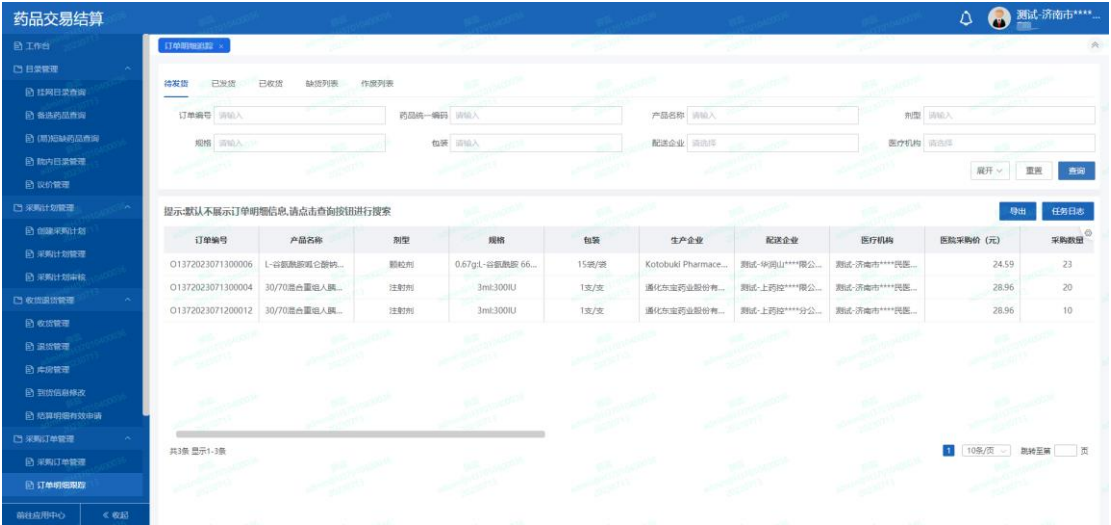 药品交易结算
测试-济南市****...
工作台
订单明细跟踪 ×
目录管理
挂网目录查询
备选药品查询
院内目录管理
议价管理
采购计划管理
创建采购计划
采购计划管理
采购计划审核
收货退货管理
收货管理
退货管理
库房管理
到货信息修改
结算明细有效申请
采购订单管理
采购订单管理
订单明细跟踪
前往应用中心 收起
待发货 已发货 已收货 缺货列表 作废列表
订单编号 请输入 药品统一编码 请输入 产品名称 请输入 剂型 请输入
规格 请输入 包装 请输入 配送企业 请选择 医疗机构 请选择
展开 重置 查询
提示:默认不展示订单明细信息,请点击查询按钮进行搜索 导出 任务日志
订单编号 产品名称 剂型 规格 包装 生产企业 配送企业 医疗机构 医院采购价（元） 采购数量
O1372023071300006 L-谷氨酰胺呱仑酸钠... 颗粒剂 0.67g:L-谷氨酰胺 66... 15袋/袋 Kotobuki Pharmace... 测试-华润山****限公... 测试-济南市****民医... 24.59 23
O1372023071300004 30/70混合重组人胰... 注射剂 3ml:300IU 1支/支 通化东宝药业股份有... 测试-上药控****限公... 测试-济南市****民医... 28.96 20
O1372023071200012 30/70混合重组人胰... 注射剂 3ml:300IU 1支/支 通化东宝药业股份有... 测试-上药控****分公... 测试-济南市****民医... 28.96 10
共3条 显示1-3条 1 10条/页 跳转至第 页